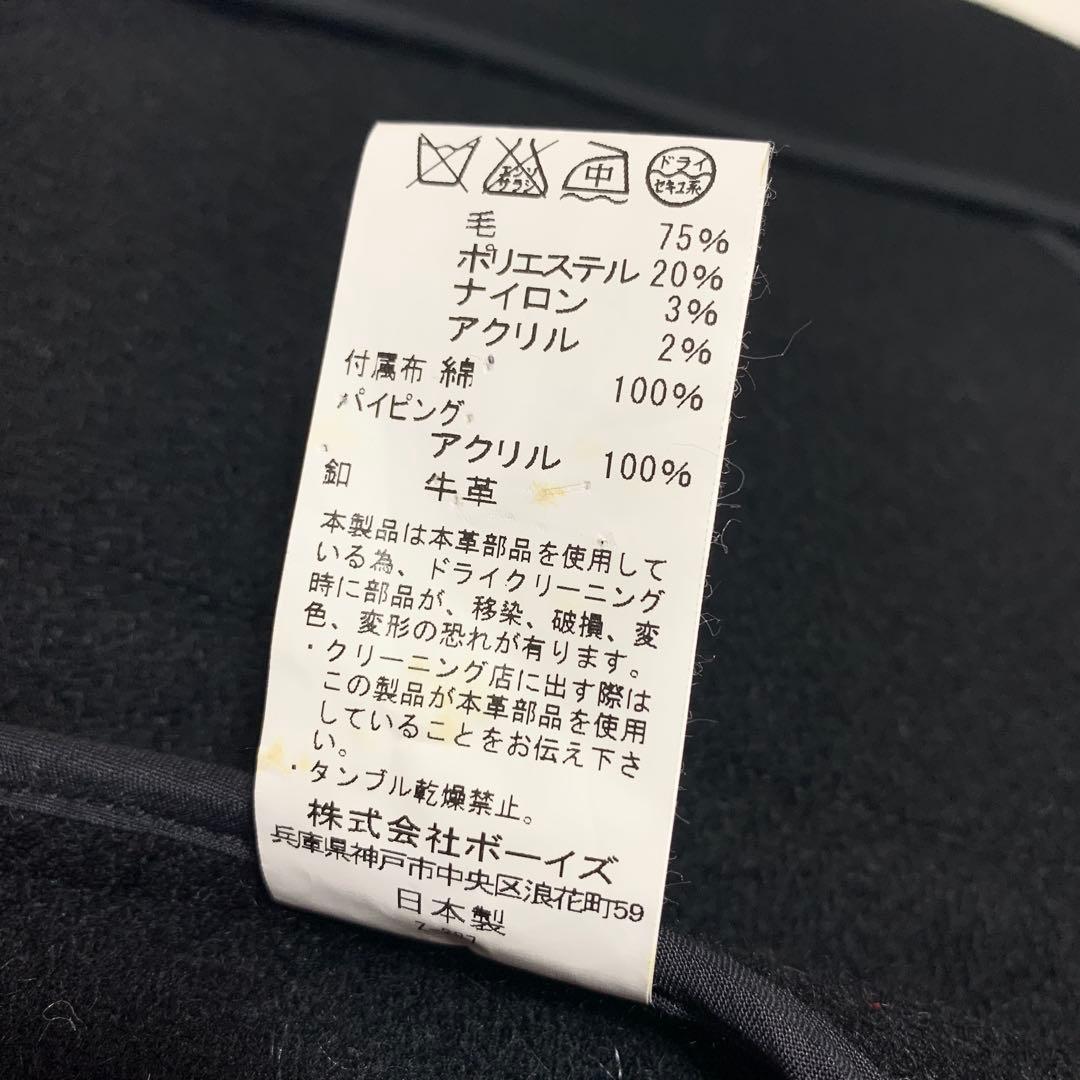 エンソ
サラシ
中
ドライ
セキユ系
毛 75%
ポリエステル 20%
ナイロン 3%
アクリル 2%
付属布 綿 100%
パイピング
アクリル 100%
釦 牛革
本製品は本革部品を使用して
いる為、ドライクリーニング
時に部品が、移染、破損、変
色、変形の恐れが有ります。
・クリーニング店に出す際は
この製品が本革部品を使用
していることをお伝え下さ
い。
・タンブル乾燥禁止。
株式会社ボーイズ
兵庫県神戸市中央区浪花町59
日本製